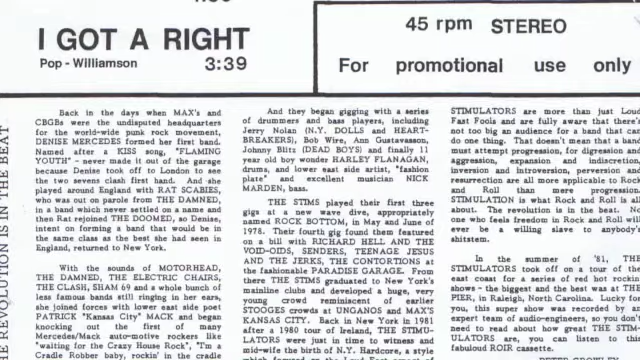 I GOT A RIGHT
Pop - Williamson 3:39
45 rpm STEREO
For promotional use only
REVOLUTION IS IN THE BEAT
Back in the days when MAX's and
CBGBs were the undisputed headquarters
for the world-wide punk rock movement,
DENISE MERCEDES formed her first band.
Named after a KISS song, "FLAMING
YOUTH" - never made it out of the garage
because Denise took off to London to see
the two sevens clash first hand. And she
played around England with RAT SCABIES,
who was out on parole from THE DAMNED,
in a band which never settled on a name and
then Rat rejoined THE DOOMED, so Denise,
intent on forming a band that would be in
the same class as the best she had seen in
England, returned to New York.
With the sounds of MOTORHEAD,
THE DAMNED, THE ELECTRIC CHAIRS,
THE CLASH, SHAM 69 and a whole bunch of
less famous bands still ringing in her ears,
she joined forces with lower east side poet
PATRICK "Kansas City" MACK and began
knocking out the first of many
Mercedes/Mack auto-motive rockers like
"waiting for the Crazy House Rock", "I'm a
Cradle Robber baby, rockin' in the cradle
And they began gigging with a series
of drummers and bass players, including
Jerry Nolan (N.Y. DOLLS and HEART-
BREAKERS), Bob Wire, Ann Gustavasson,
Johnny Blitz (DEAD BOYS) and finally 11
year old boy wonder HARLEY FLANAGAN,
drums, and lower east side artist, "fashion
plate" and excellent musician NICK
MARDEN, bass.
THE STIMS played their first three
gigs at a new wave dive, appropriately
named ROCK BOTTOM, in May and June of
1978. Their fourth gig found them featured
on a bill with RICHARD HELL AND THE
VOID-OIDS, SENDERS, TEENAGE JESUS
AND THE JERKS, THE CONTORTIONS at
the fashionable PARADISE GARAGE. From
there THE STIMS graduated to New York's
mainline clubs and developed a huge, very
young crowd reminiscent of earlier
STOOGES crowds at UNGANOS and MAX'S
KANSAS CITY. Back in New York in 1981
after a 1980 tour of Ireland, THE STIMU-
LATORS were just in time to witness and
mid-wife the birth of N.Y. Hardcore, a style
STIMULATORS are more than just Loud
Fast Fools and are fully aware that there's
not too big an audience for a band that can
do one thing. That doesn't mean that a band
must attempt progression, for digression and
aggression, expansion and indiscretion,
inversion and introversion, perversion and
resurrection are all more applicable to Rock
and Roll than mere progression.
STIMULATION is what Rock and Roll is all
about. The revolution is in the beat. No
one who feels freedom in Rock and Roll will
ever be a willing slave to anybody's
shitstem.
In the summer of '81, THE
STIMULATORS took off on a tour of the
east coast for a series of red hot rockin'
shows - the biggest and the best was at THE
PIER, in Raleigh, North Carolina. Lucky for
you, this super show was recorded by an
expert team of audio-engineers, so you don't
need to read about how great THE STIMU-
LATORS are, you can listen to the
fabulous ROIR cassette.